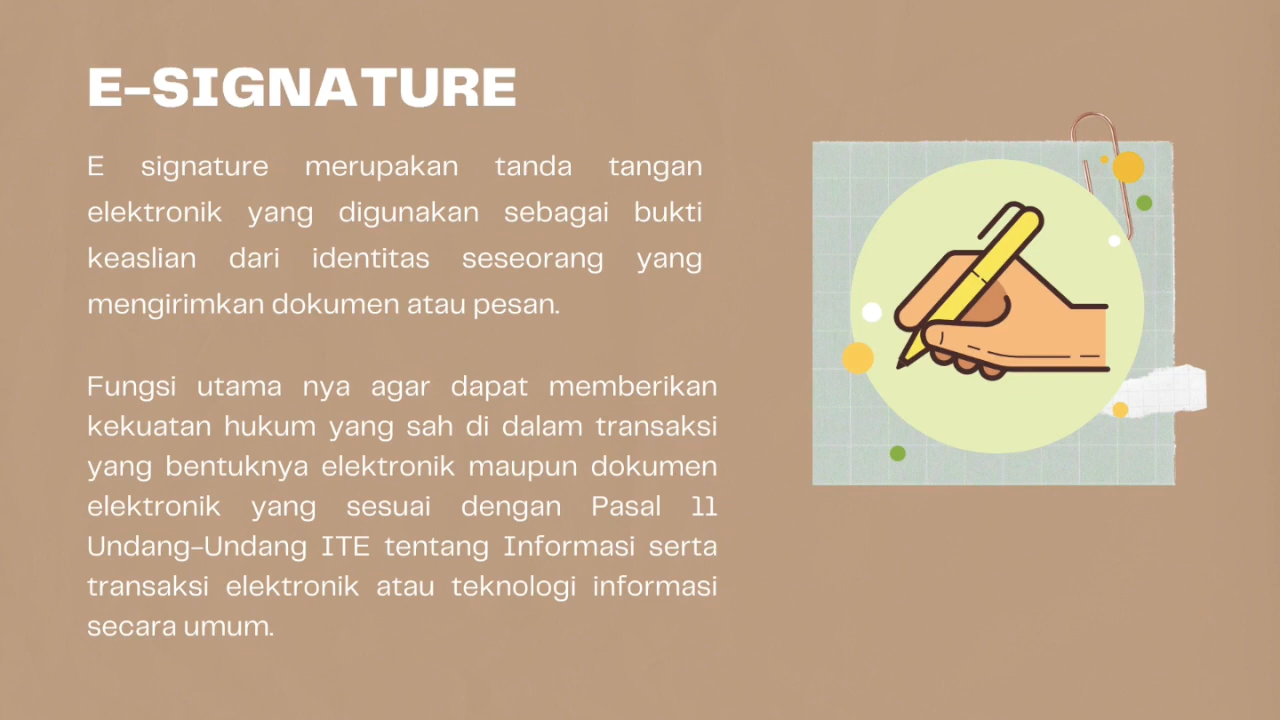 E-SIGNATURE
E signature merupakan tanda tangan
elektronik yang digunakan sebagai bukti
keaslian dari identitas seseorang yang
mengirimkan dokumen atau pesan.
Fungsi utama nya agar dapat memberikan
kekuatan hukum yang sah di dalam transaksi
yang bentuknya elektronik maupun dokumen
elektronik yang sesuai dengan Pasal 11
Undang-Undang ITE tentang Informasi serta
transaksi elektronik atau teknologi informasi
secara umum.